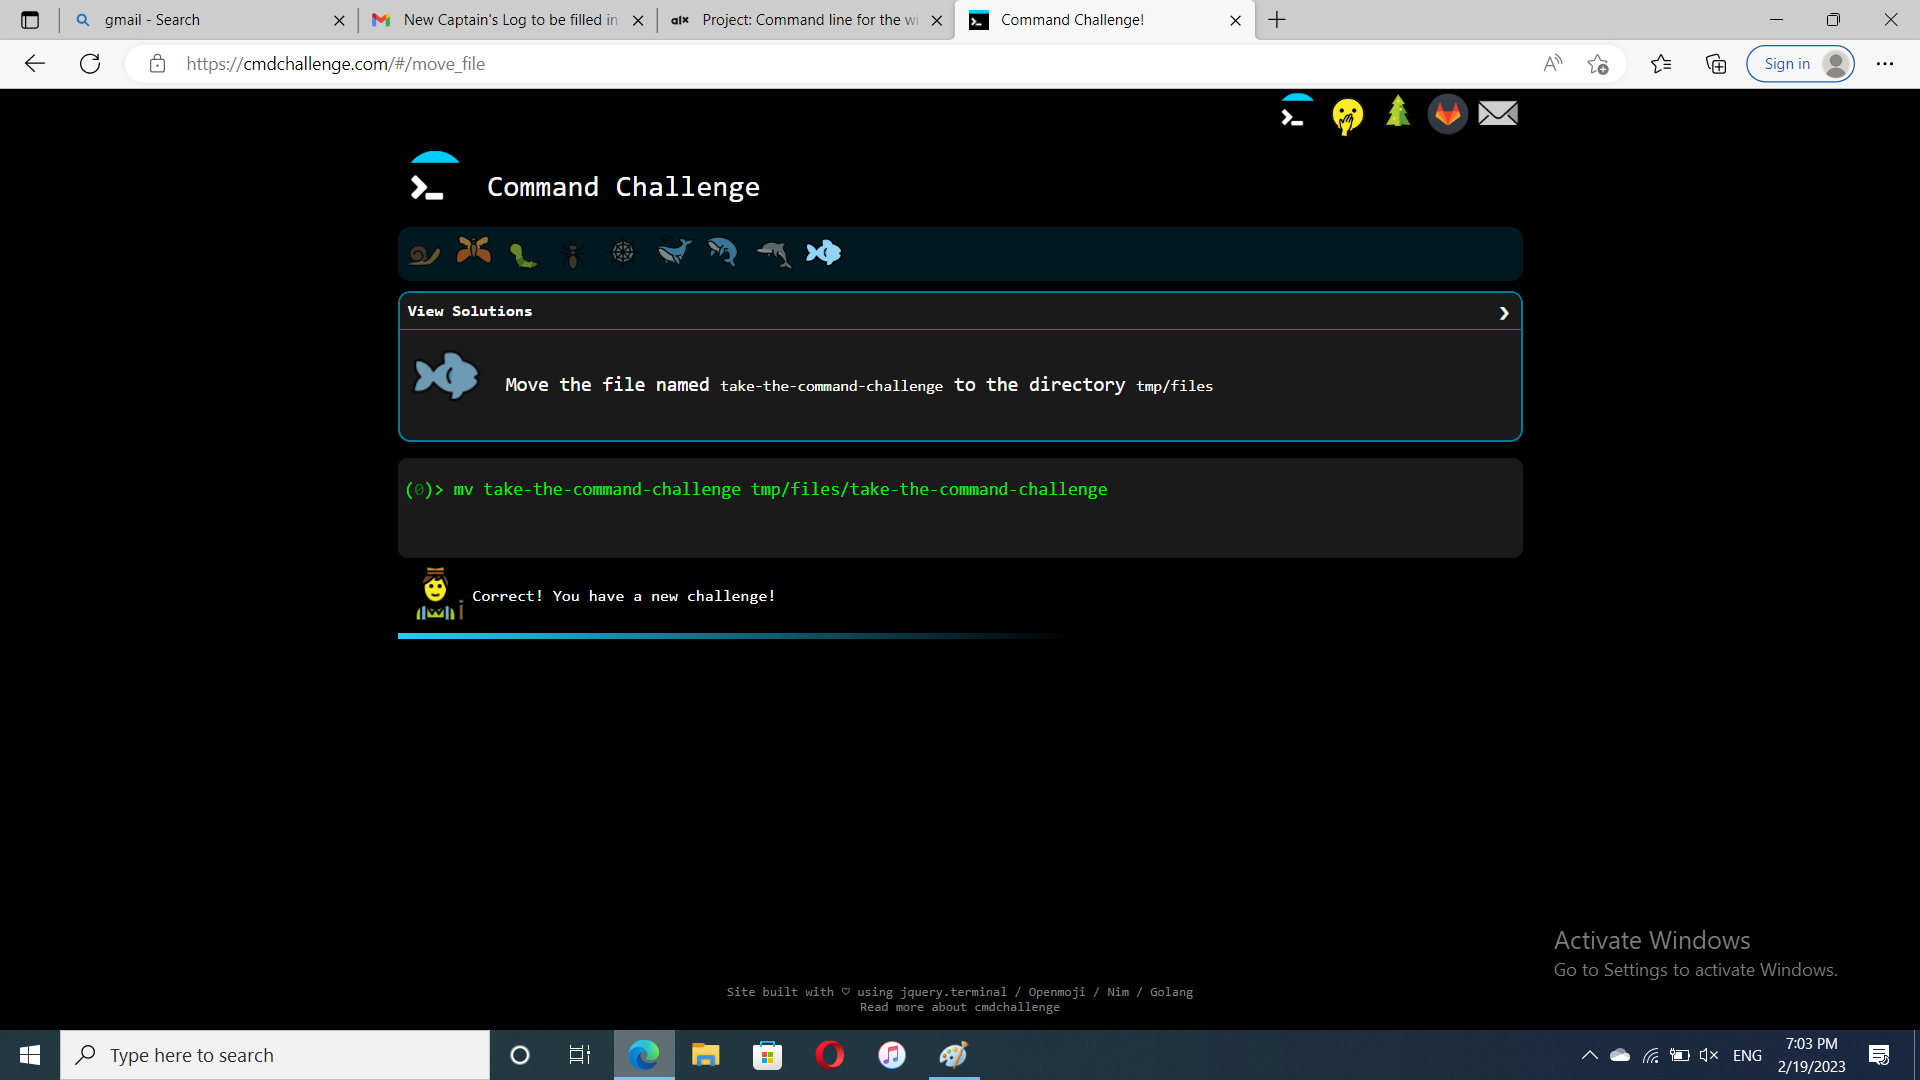 gmail - Search
New Captain's Log to be filled in
alx Project: Command line for the wi
Command Challenge!
https://cmdchallenge.com/#/move_file
Sign in
Command Challenge
View Solutions
Move the file named take-the-command-challenge to the directory tmp/files
(0)> mv take-the-command-challenge tmp/files/take-the-command-challenge
Correct! You have a new challenge!
Activate Windows
Go to Settings to activate Windows.
Site built with ♡ using jquery.terminal / Openmoji / Nim / Golang
Read more about cmdchallenge
Type here to search
ENG
7:03 PM
2/19/2023